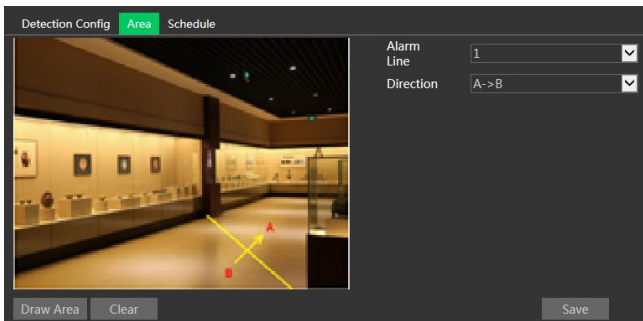 Detection Config Area Schedule
Alarm Line 1
Direction A->B
A
B
Draw Area Clear Save